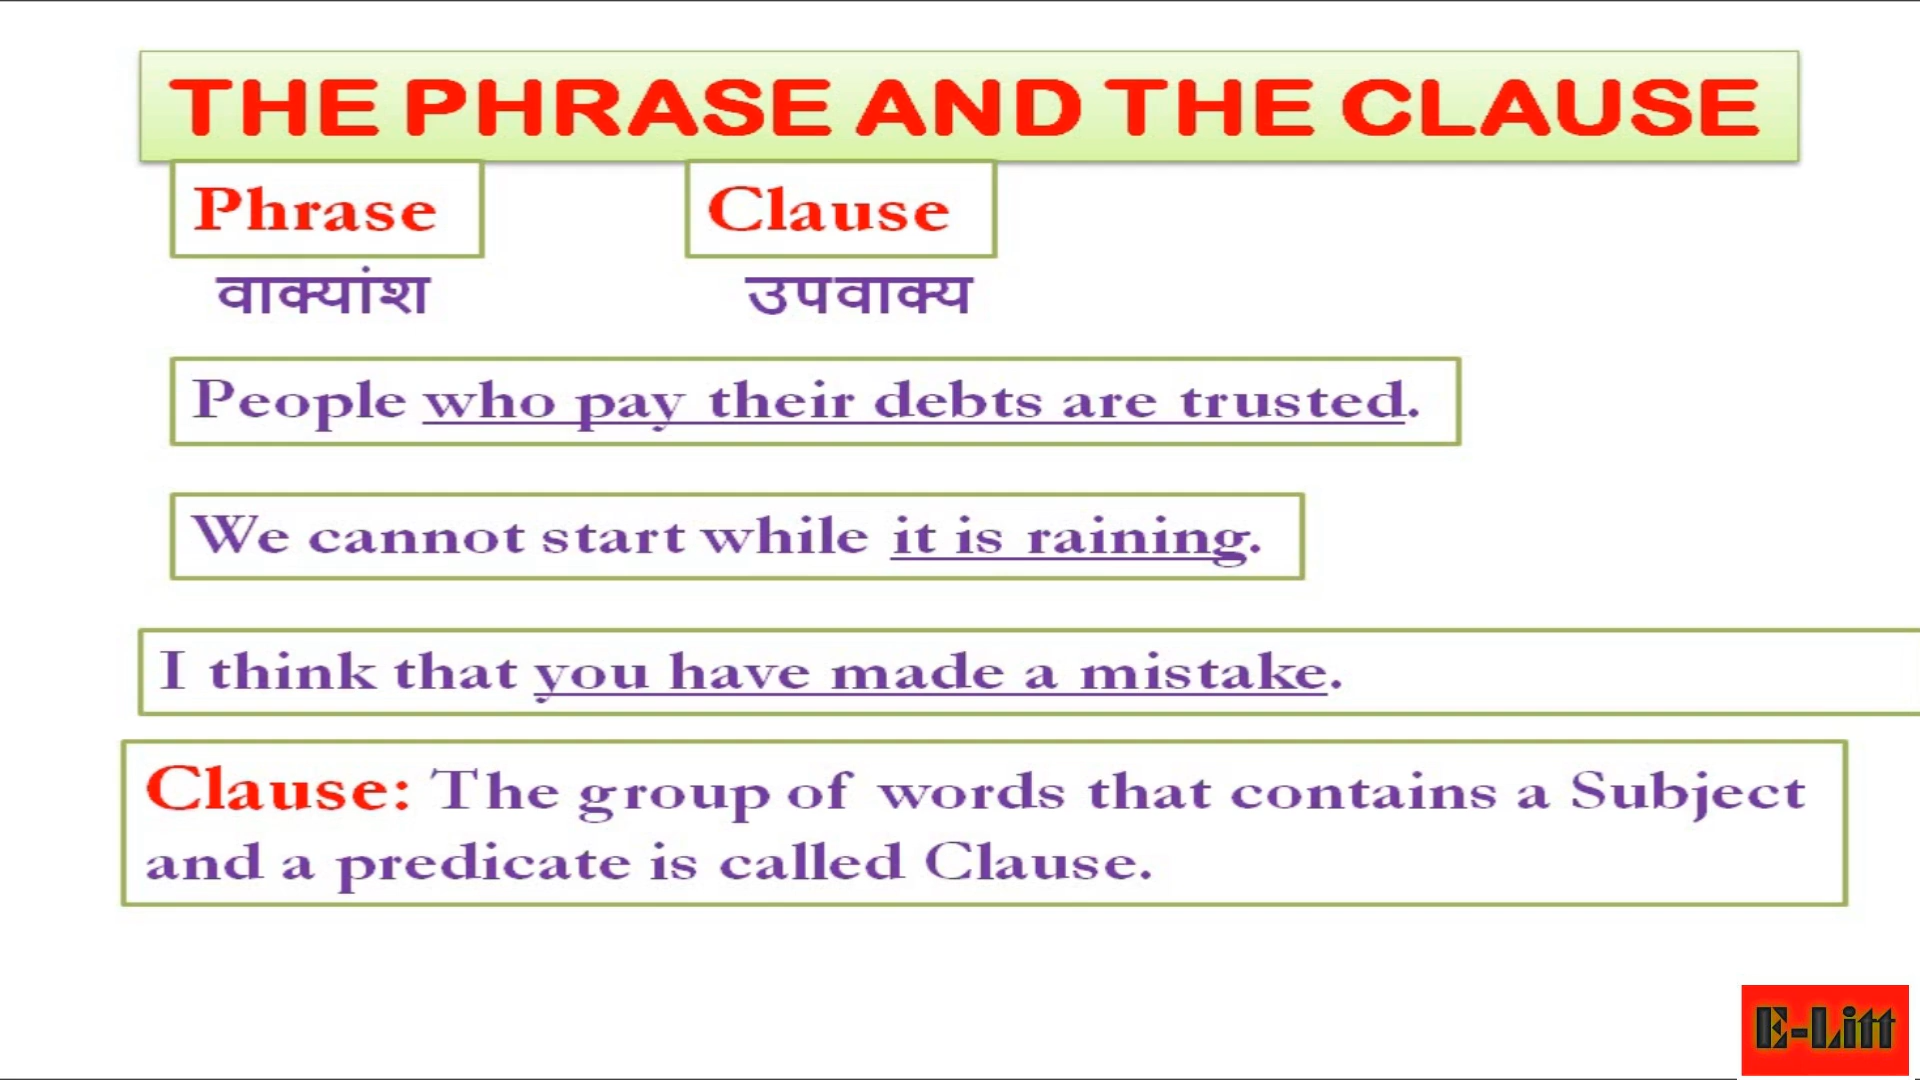 THE PHRASE AND THE CLAUSE
Phrase Clause
वाक्यांश उपवाक्य
People who pay their debts are trusted.
We cannot start while it is raining.
I think that you have made a mistake.
Clause: The group of words that contains a Subject
and a predicate is called Clause.
E-Litt